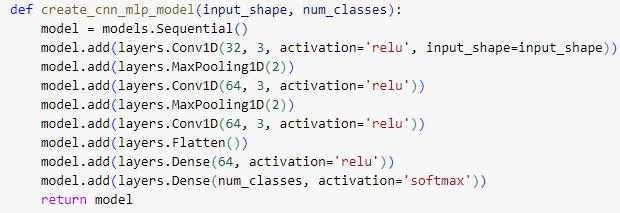 def create_cnn_mlp_model(input_shape, num_classes):
    model = models.Sequential()
    model.add(layers.Conv1D(32, 3, activation='relu', input_shape=input_shape))
    model.add(layers.MaxPooling1D(2))
    model.add(layers.Conv1D(64, 3, activation='relu'))
    model.add(layers.MaxPooling1D(2))
    model.add(layers.Conv1D(64, 3, activation='relu'))
    model.add(layers.Flatten())
    model.add(layers.Dense(64, activation='relu'))
    model.add(layers.Dense(num_classes, activation='softmax'))
    return model